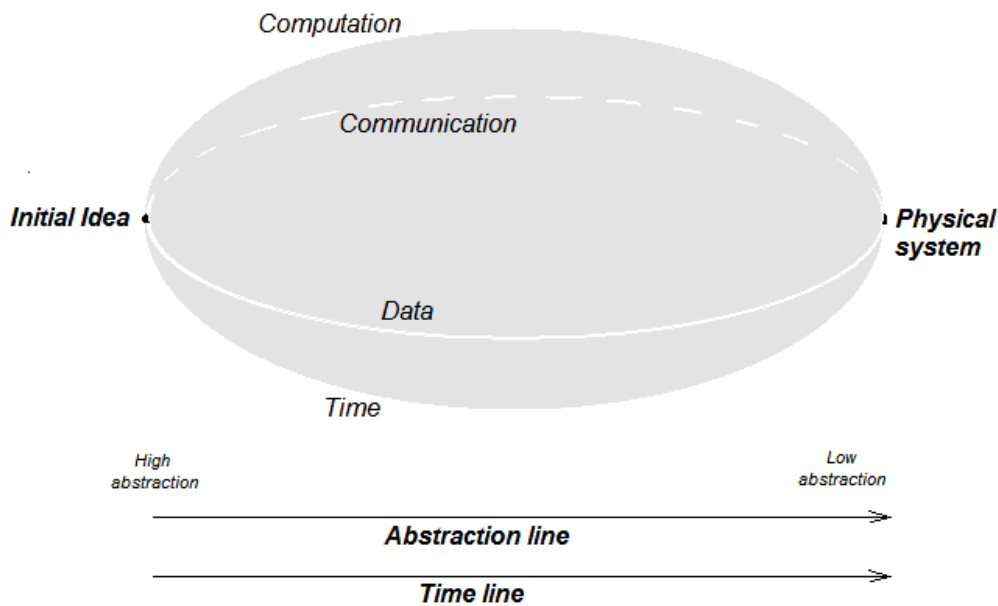 Computation
Communication
Initial Idea
Physical
system
Data
Time
High
abstraction
Low
abstraction
Abstraction line
Time line